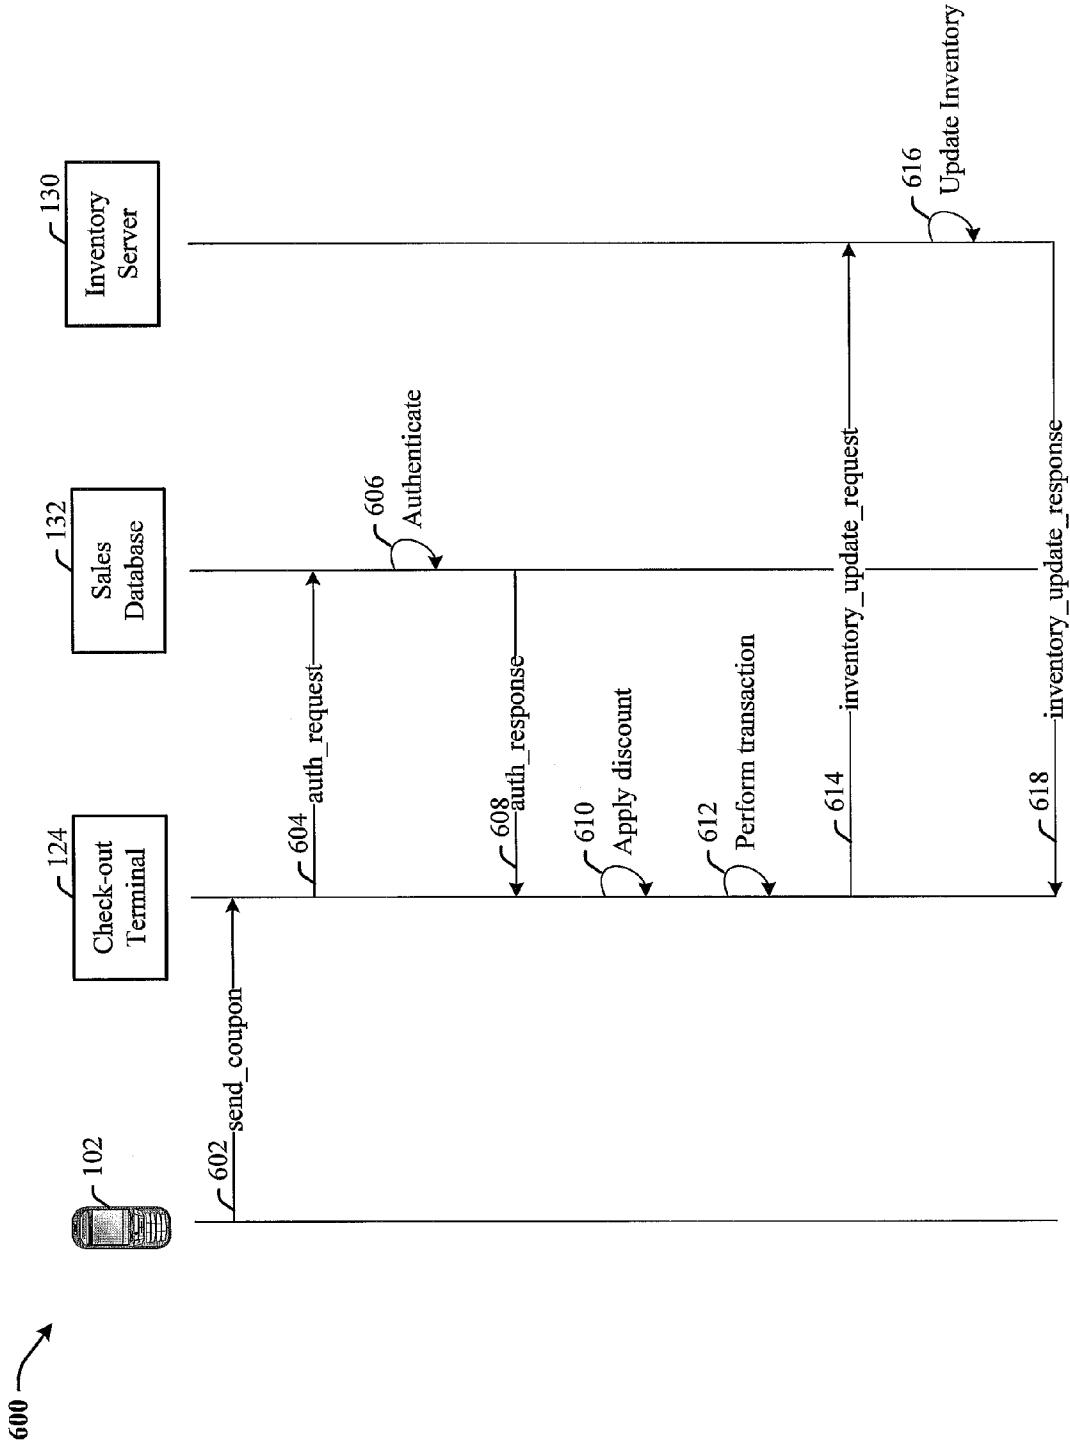 600
102
124
Check-out
Terminal
132
Sales
Database
130
Inventory
Server
602
send_coupon
604
auth_request
606
Authenticate
608
auth_response
610
Apply discount
612
Perform transaction
614
inventory_update_request
616
Update Inventory
618
inventory_update_response